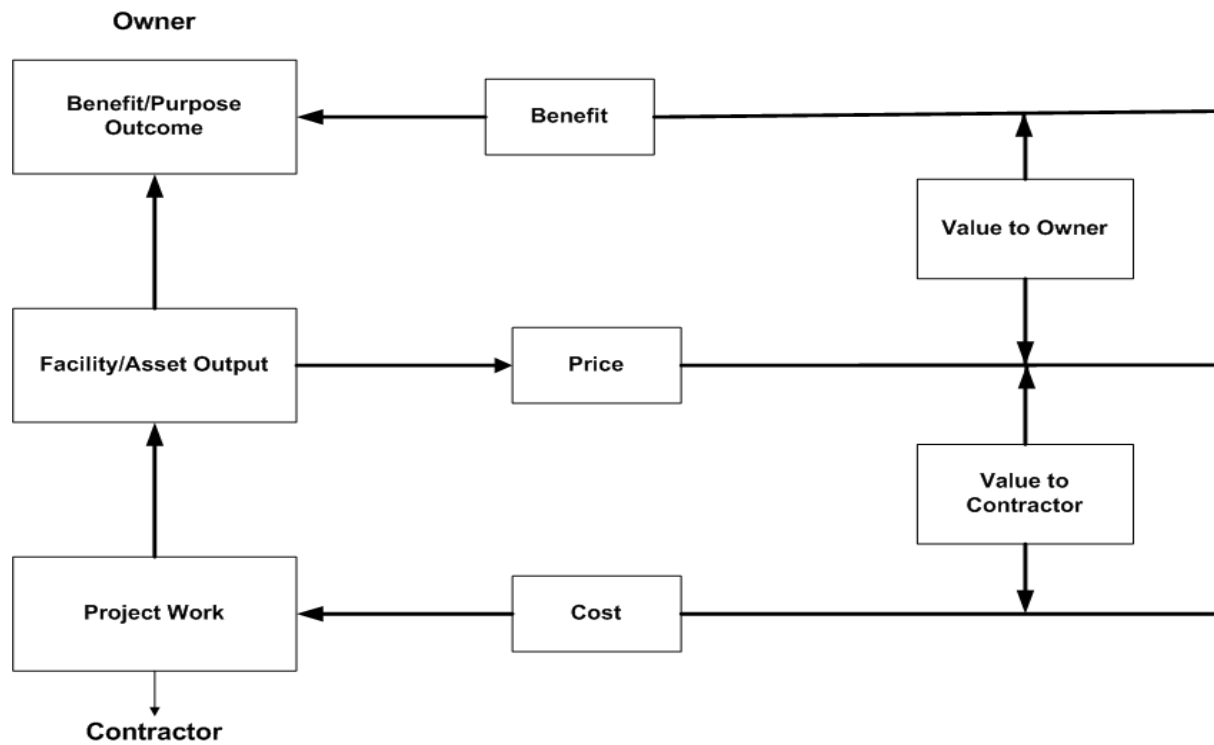 Owner
Benefit/Purpose
Outcome
Benefit
Value to Owner
Facility/Asset Output
Price
Value to
Contractor
Project Work
Cost
Contractor